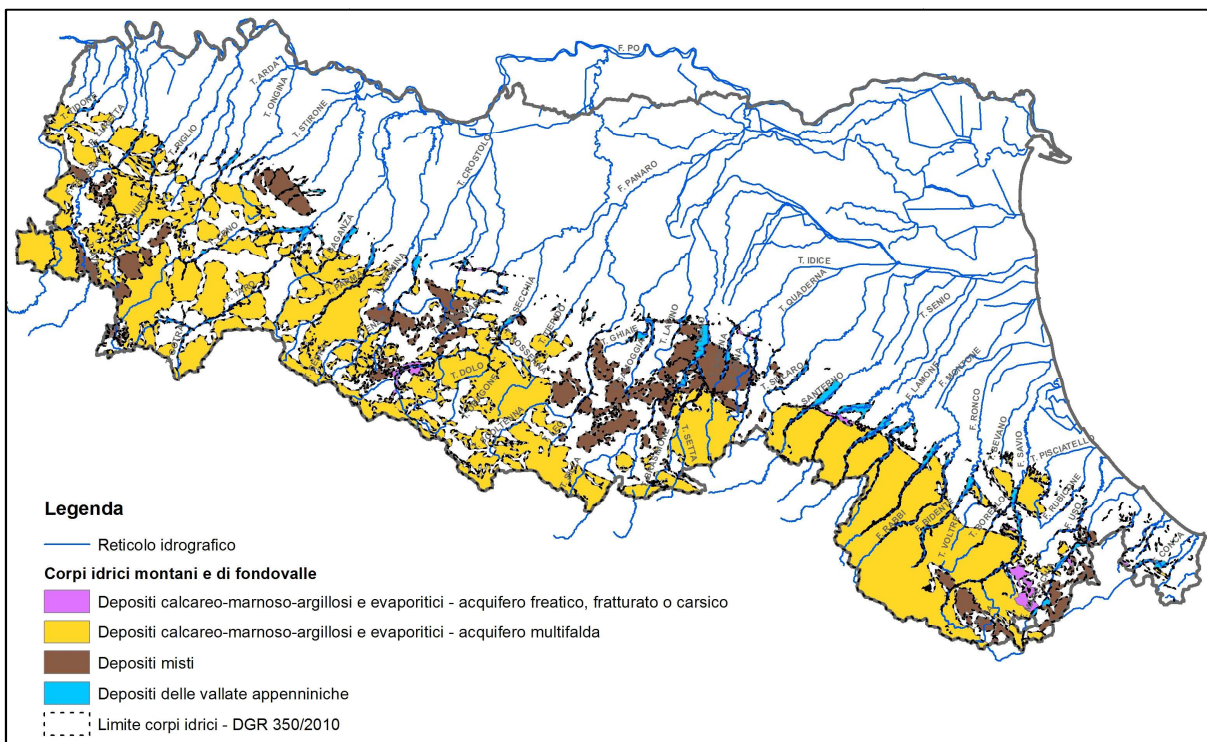 F. PO
T. ARDA
T. ONGINA
T. STIRONE
T. TIDONE
T. RIGLIO
T. CROSTOLO
F. PANARO
T. IDICE
T. QUADERNA
T. SENIO
F. LAMONE
F. MONTONE
F. RONCO
T. BEVANO
F. SAVIO
T. PISCIATELLO
F. RUBICONE
F. USO
T. CONCA
T. PARMA
F. TARO
SECCHIA
T. TIEPIDO
T. GHIAIE
T. LAVINO
T. DOLO
T. SETTA
T. SILLARO
SANTERNO
F. RABBI
F. BIDENTE
T. VOLTRE
T. BORELLO
Legenda
Reticolo idrografico
Corpi idrici montani e di fondovalle
Depositi calcareo-marnoso-argillosi e evaporitici - acquifero freatico, fratturato o carsico
Depositi calcareo-marnoso-argillosi e evaporitici - acquifero multifalda
Depositi misti
Depositi delle vallate appenniniche
Limite corpi idrici - DGR 350/2010